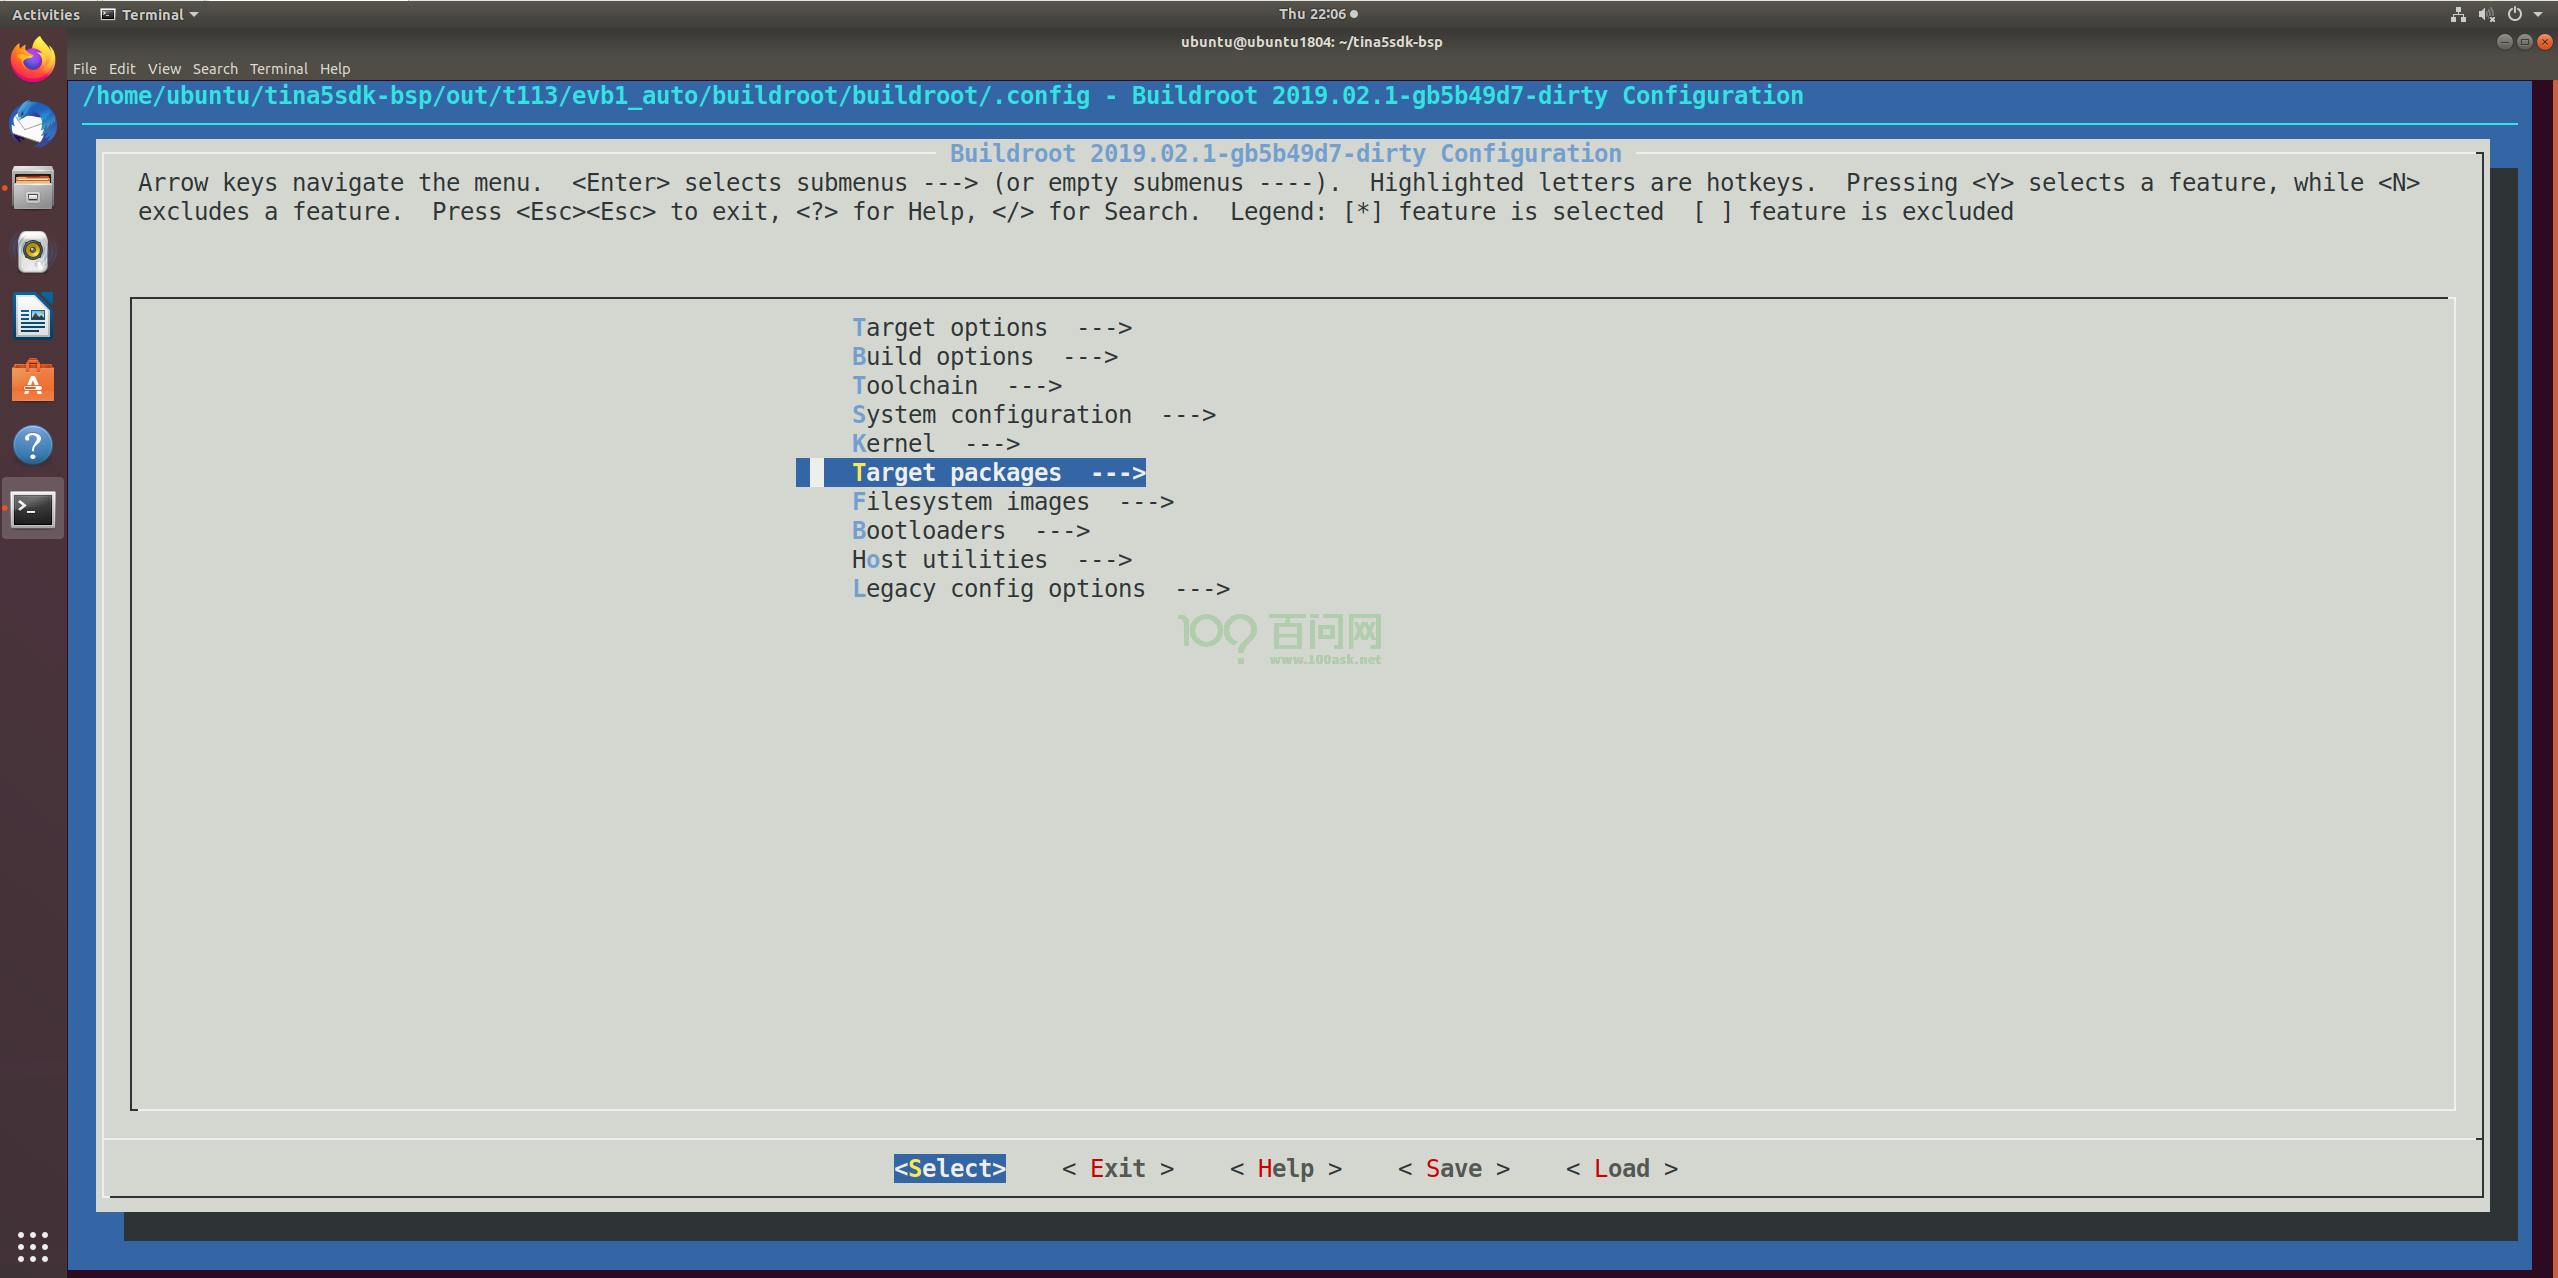 Activities Terminal Thu 22:06
ubuntu@ubuntu1804: ~/tina5sdk-bsp
File Edit View Search Terminal Help
/home/ubuntu/tina5sdk-bsp/out/t113/evb1_auto/buildroot/buildroot/.config - Buildroot 2019.02.1-gb5b49d7-dirty Configuration
Buildroot 2019.02.1-gb5b49d7-dirty Configuration
Arrow keys navigate the menu.  <Enter> selects submenus ---> (or empty submenus ----).  Highlighted letters are hotkeys.  Pressing <Y> selects a feature, while <N>
excludes a feature.  Press <Esc><Esc> to exit, <?> for Help, </> for Search.  Legend: [*] feature is selected  [ ] feature is excluded
Target options  --->
Build options  --->
Toolchain  --->
System configuration  --->
Kernel  --->
Target packages  --->
Filesystem images  --->
Bootloaders  --->
Host utilities  --->
Legacy config options  --->
100? 百问网
www.100ask.net
<Select>    < Exit >    < Help >    < Save >    < Load >